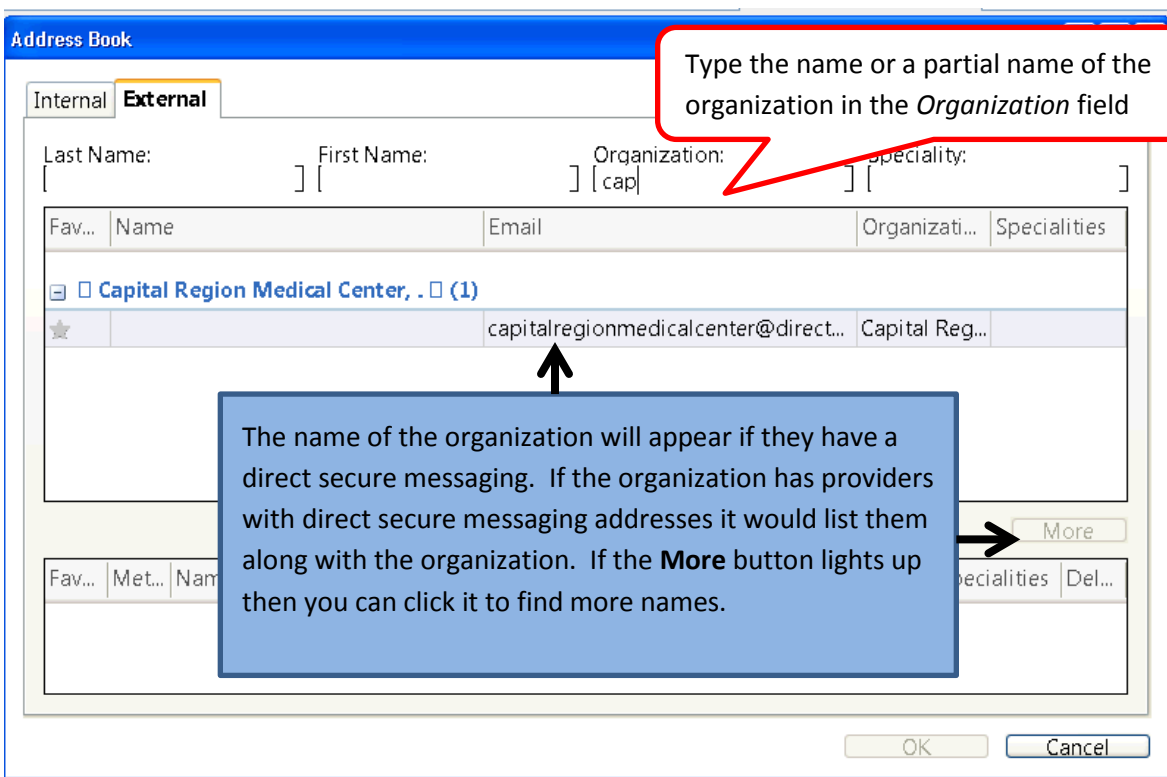 Address Book
Type the name or a partial name of the
organization in the Organization field
Internal External
Last Name: First Name: Organization: Speciality:
[ ] [ ] [cap ] [ ]
Fav... Name Email Organizati... Specialities
Capital Region Medical Center, . (1)
capitalregionmedicalcenter@direct... Capital Reg...
The name of the organization will appear if they have a
direct secure messaging. If the organization has providers
with direct secure messaging addresses it would list them
along with the organization. If the More button lights up
then you can click it to find more names.
More
Fav... Met... Nam ecialities Del...
OK Cancel